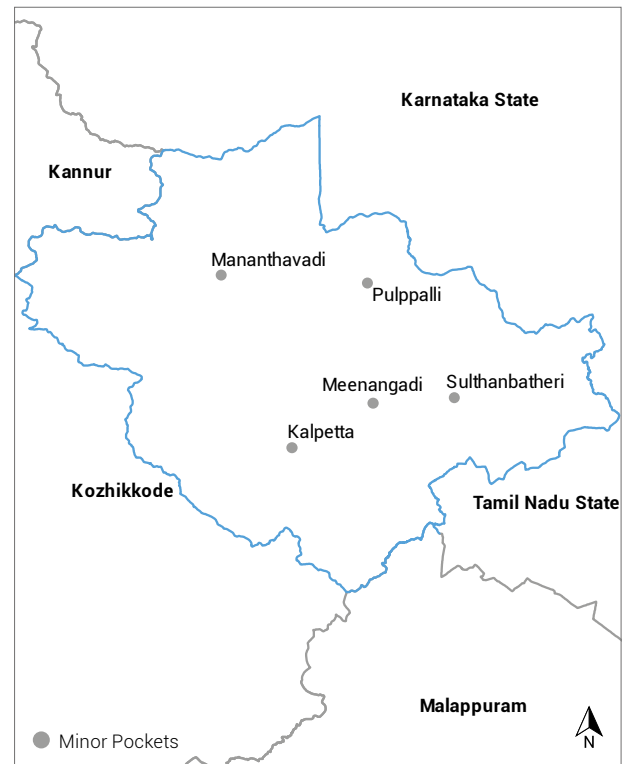 Karnataka State
Kannur
Mananthavadi
Pulppalli
Meenangadi
Sulthanbatheri
Kalpetta
Kozhikkode
Tamil Nadu State
Malappuram
Minor Pockets
N